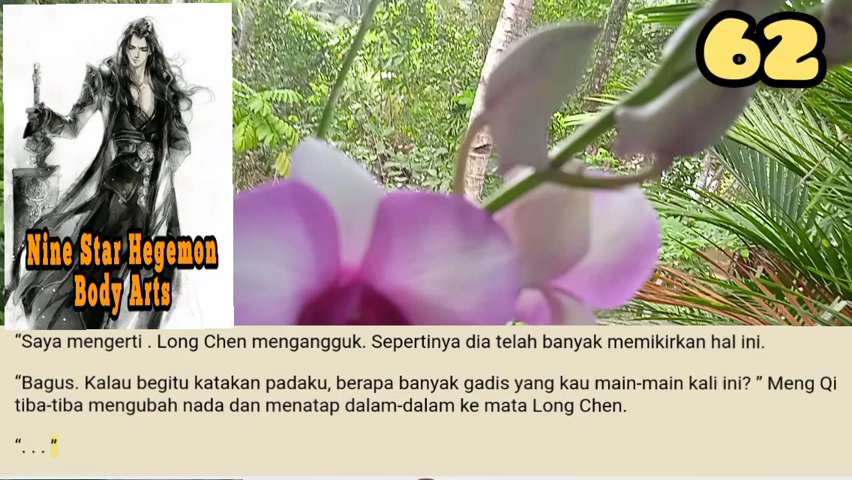 62
Nine Star Hegemon
Body Arts
“Saya mengerti . Long Chen mengangguk. Sepertinya dia telah banyak memikirkan hal ini.
“Bagus. Kalau begitu katakan padaku, berapa banyak gadis yang kau main-main kali ini? ” Meng Qi
tiba-tiba mengubah nada dan menatap dalam-dalam ke mata Long Chen.
“. . . ”